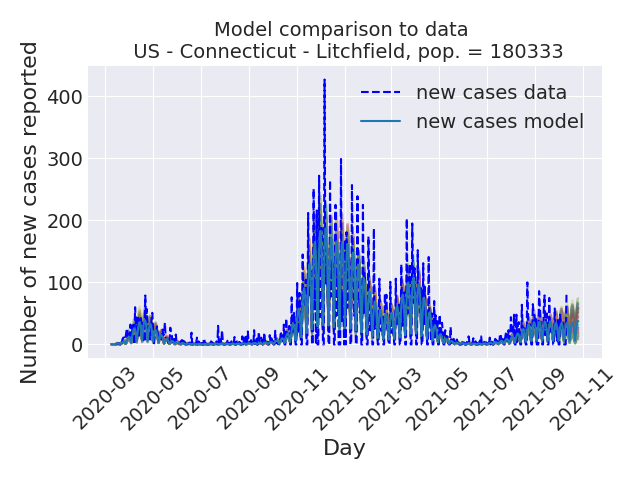 Model comparison to data
US - Connecticut - Litchfield, pop. = 180333
Number of new cases reported
400
300
200
100
0
new cases data
new cases model
2020-03
2020-05
2020-07
2020-09
2020-11
2021-01
2021-03
2021-05
2021-07
2021-09
2021-11
Day